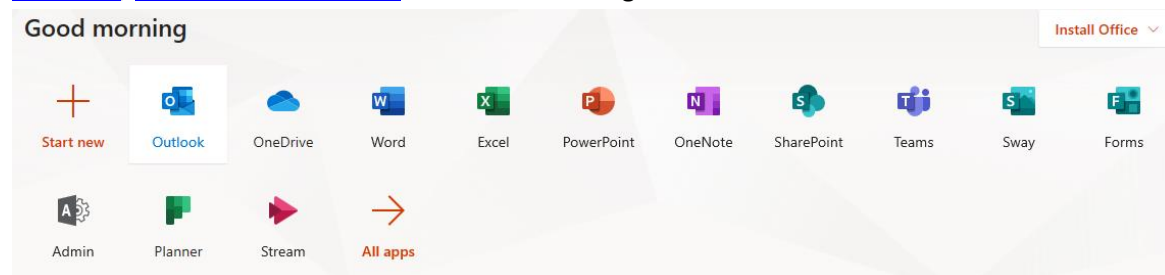 Good morning
Install Office
Start new Outlook OneDrive Word Excel PowerPoint OneNote SharePoint Teams Sway Forms
Admin Planner Stream All apps